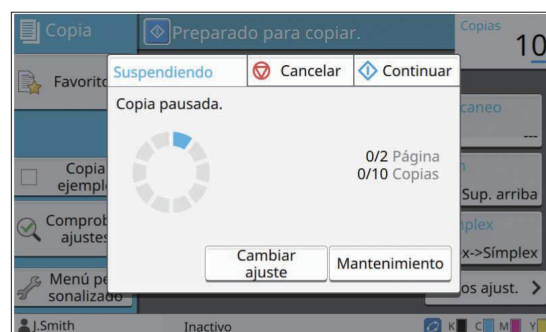 Copia
Preparado para copiar.
Copias
10
Favorito
Suspendiendo
Cancelar
Continuar
Copia pausada.
caneo
---
0/2 Página
0/10 Copias
Copia
ejempl
Sup. arriba
Comprob
ajustes
plex
x->Símplex
Cambiar
ajuste
Mantenimiento
Menú pe
sonalizado
os ajust.
J.Smith
Inactivo
K
C
M
Y